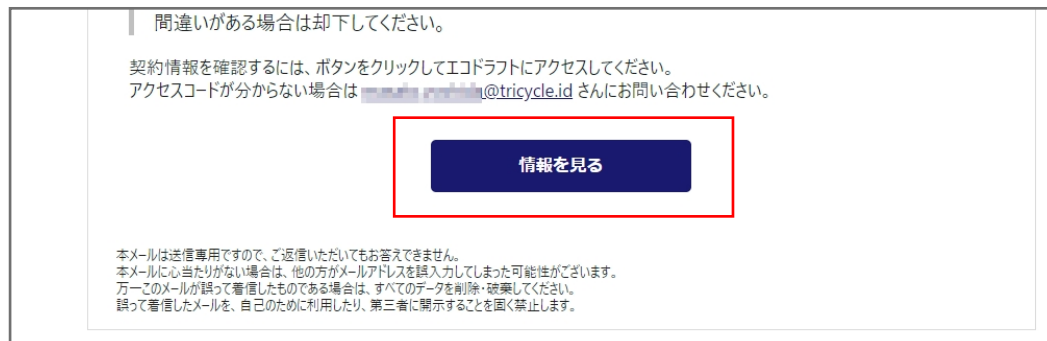 間違いがある場合は却下してください。
契約情報を確認するには、ボタンをクリックしてエコドラフトにアクセスしてください。
アクセスコードが分からない場合は @tricycle.id さんにお問い合わせください。
情報を見る
本メールは送信専用ですので、ご返信いただいてもお答えできません。
本メールに心当たりがない場合は、他の方がメールアドレスを誤入力してしまった可能性がございます。
万一このメールが誤って着信したものである場合は、すべてのデータを削除・破棄してください。
誤って着信したメールを、自己のために利用したり、第三者に開示することを固く禁止します。